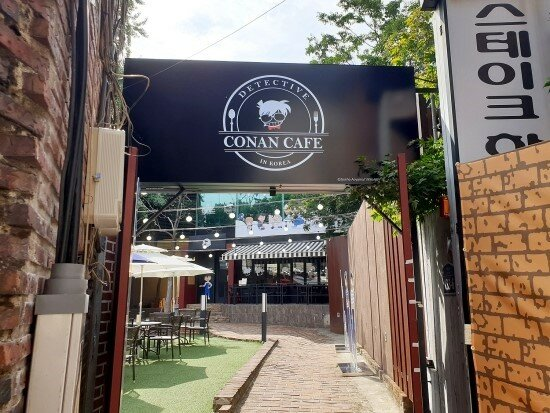 DETECTIVE
CONAN CAFE
IN KOREA
스테이크